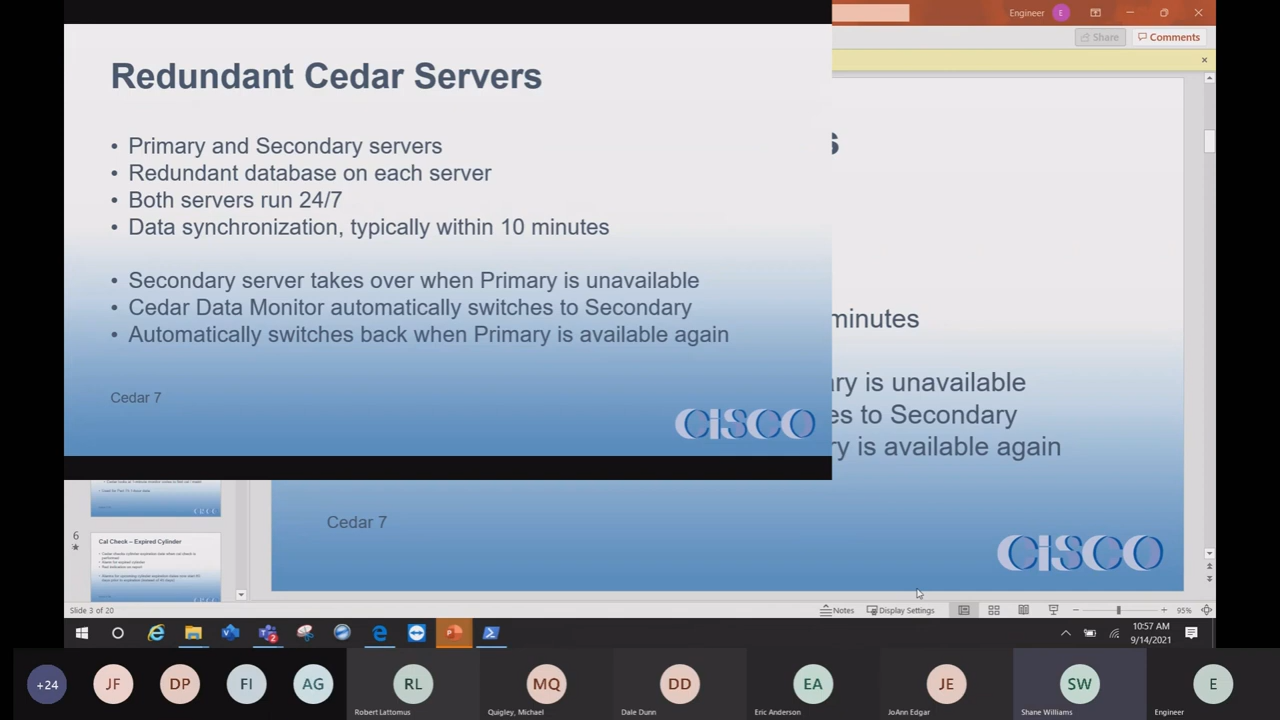 Engineer
E
Share
Comments
Redundant Cedar Servers
• Primary and Secondary servers
• Redundant database on each server
• Both servers run 24/7
• Data synchronization, typically within 10 minutes
• Secondary server takes over when Primary is unavailable
• Cedar Data Monitor automatically switches to Secondary
• Automatically switches back when Primary is available again
Cedar 7
CiSCO
s
minutes
ry is unavailable
es to Secondary
ry is available again
Cedar 7
CiSCO
6
Cal Check – Expired Cylinder
Slide 3 of 20
Notes
Display Settings
95%
10:57 AM
9/14/2021
+24
JF
DP
FI
AG
RL
Robert Lattomus
MQ
Quigley, Michael
DD
Dale Dunn
EA
Eric Anderson
JE
JoAnn Edgar
SW
Shane Williams
E
Engineer